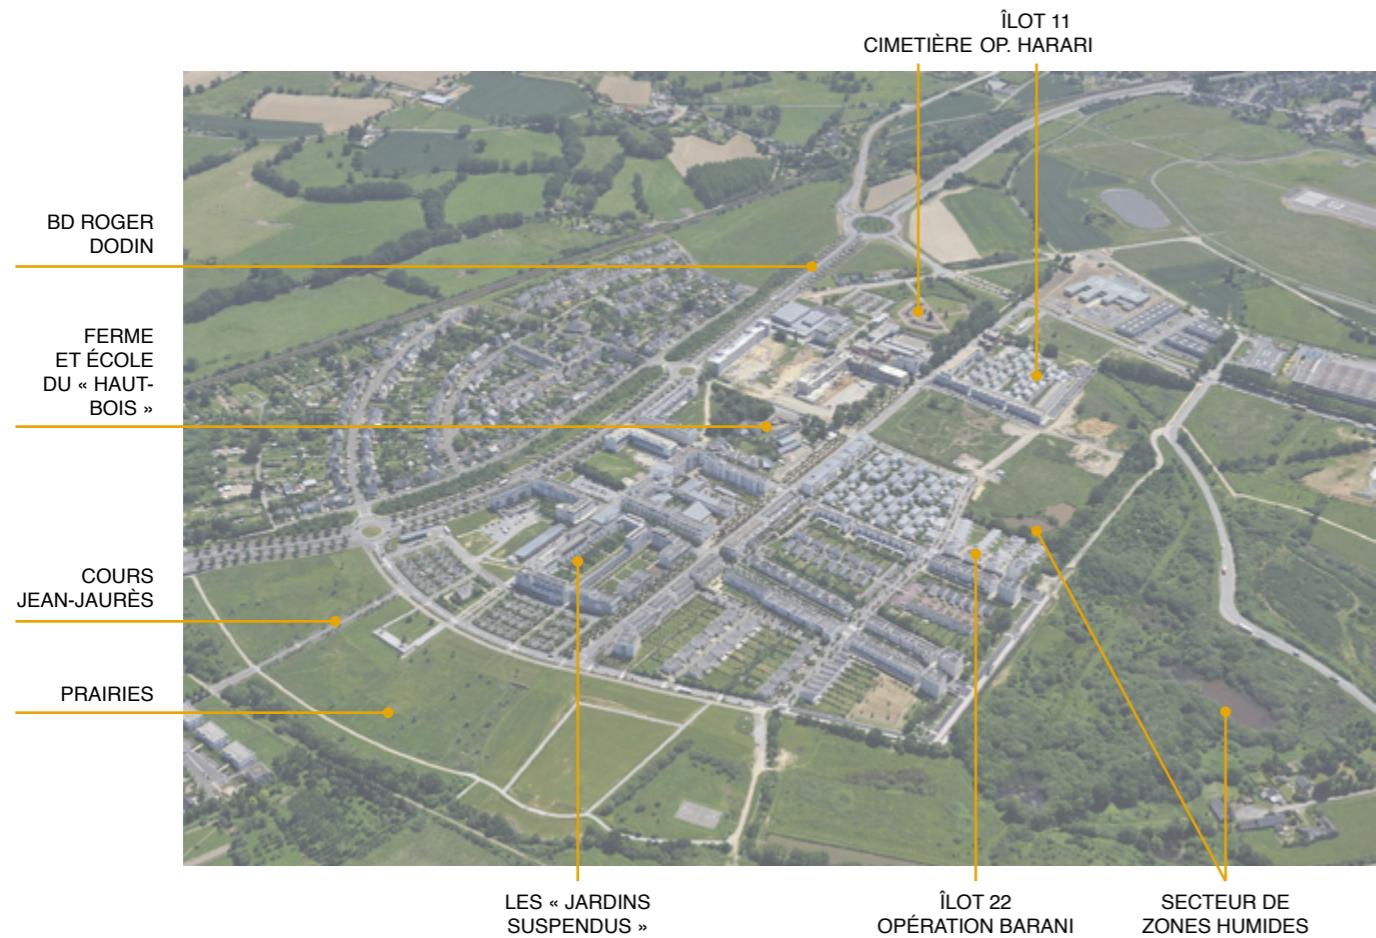 ÎLOT 11
CIMETIÈRE OP. HARARI
BD ROGER
DODIN
FERME
ET ÉCOLE
DU « HAUT-
BOIS »
COURS
JEAN-JAURÈS
PRAIRIES
LES « JARDINS
SUSPENDUS »
ÎLOT 22
OPÉRATION BARANI
SECTEUR DE
ZONES HUMIDES